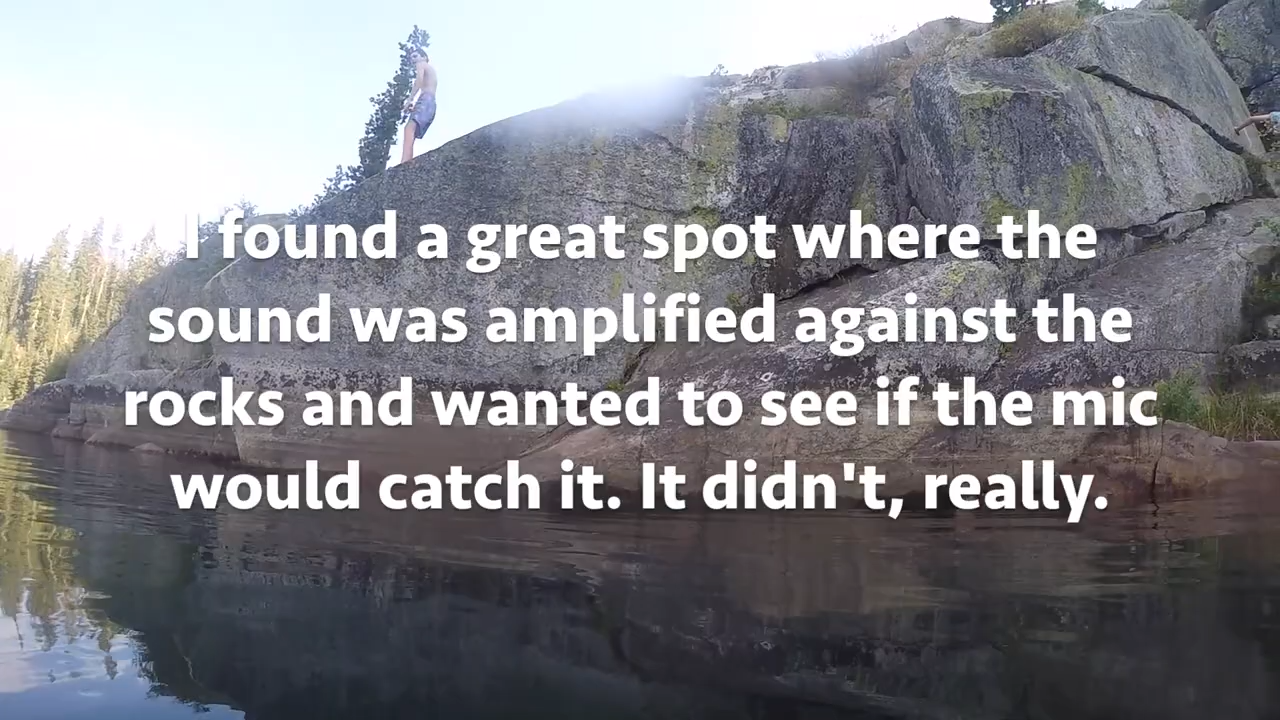 I found a great spot where the
sound was amplified against the
rocks and wanted to see if the mic
would catch it. It didn't, really.